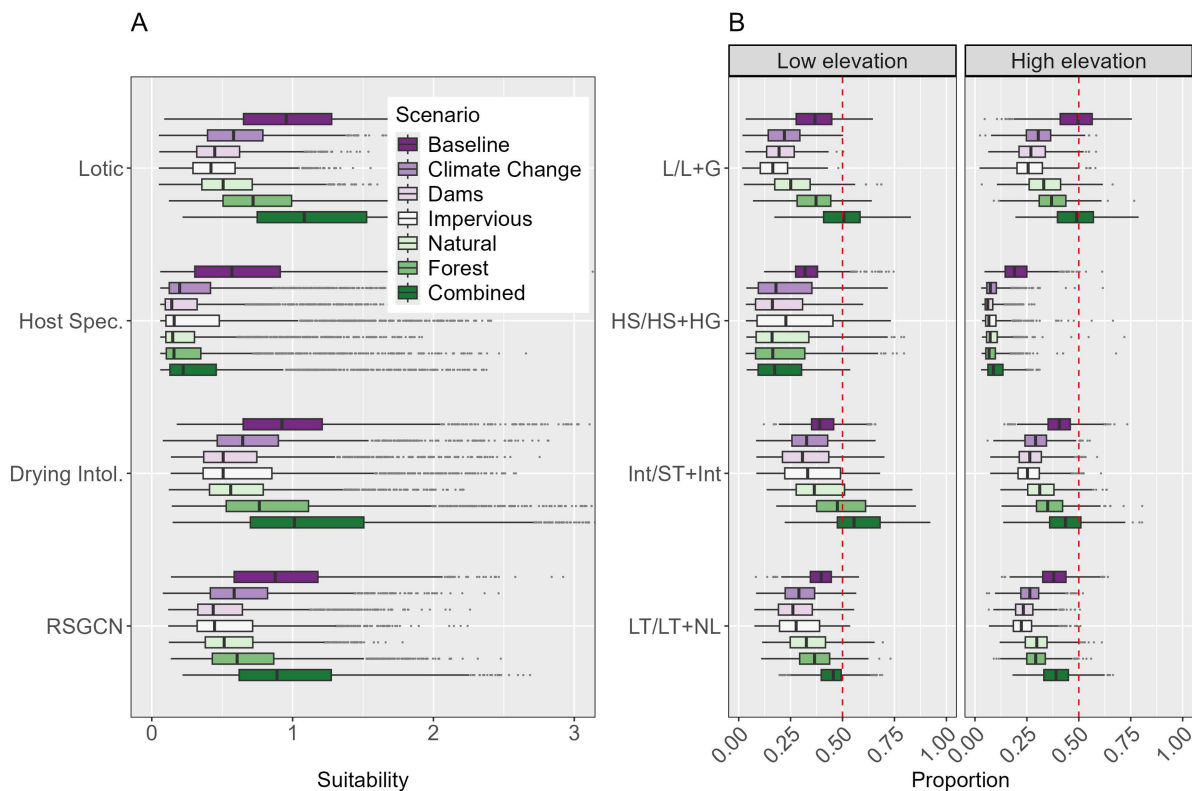 A
B
Low elevation
High elevation
Scenario
Baseline
Climate Change
Dams
Impervious
Natural
Forest
Combined
Lotic
Host Spec.
Drying Intol.
RSGCN
L/L+G
HS/HS+HG
Int/ST+Int
LT/LT+NL
0 1 2 3
0.00 0.25 0.50 0.75 1.00
0.00 0.25 0.50 0.75 1.00
Suitability
Proportion